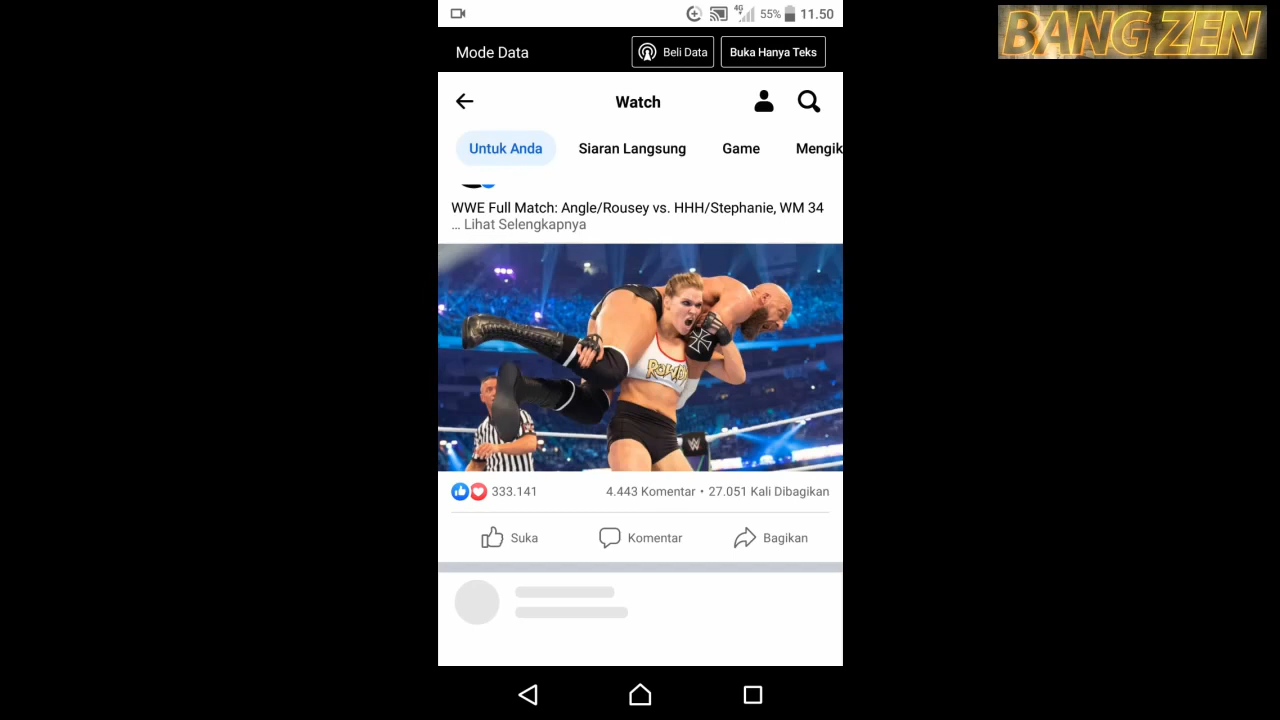 4G 55% 11.50
BANG ZEN
Mode Data
Beli Data
Buka Hanya Teks
Watch
Untuk Anda
Siaran Langsung
Game
Mengik
WWE Full Match: Angle/Rousey vs. HHH/Stephanie, WM 34
... Lihat Selengkapnya
ROWDY
W
333.141
4.443 Komentar • 27.051 Kali Dibagikan
Suka
Komentar
Bagikan